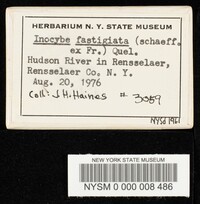 HERBARIUM N. Y. STATE MUSEUM
Inocybe fastigiata (schaeff.
ex Fr.) Quel.
Hudson River in Rensselaer,
Rensselaer Co. N. Y.
Aug. 20, 1976
Coll: J. H. Haines # 3059
NYSd 1961
NEW YORK STATE MUSEUM
NYSM 0 000 008 486